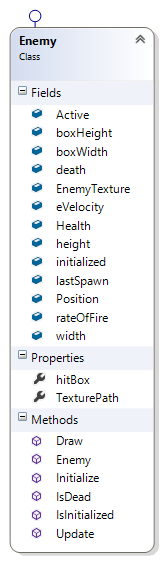 Enemy
Class
Fields
Active
boxHeight
boxWidth
death
EnemyTexture
eVelocity
Health
height
initialized
lastSpawn
Position
rateOfFire
width
Properties
hitBox
TexturePath
Methods
Draw
Enemy
Initialize
IsDead
IsInitialized
Update